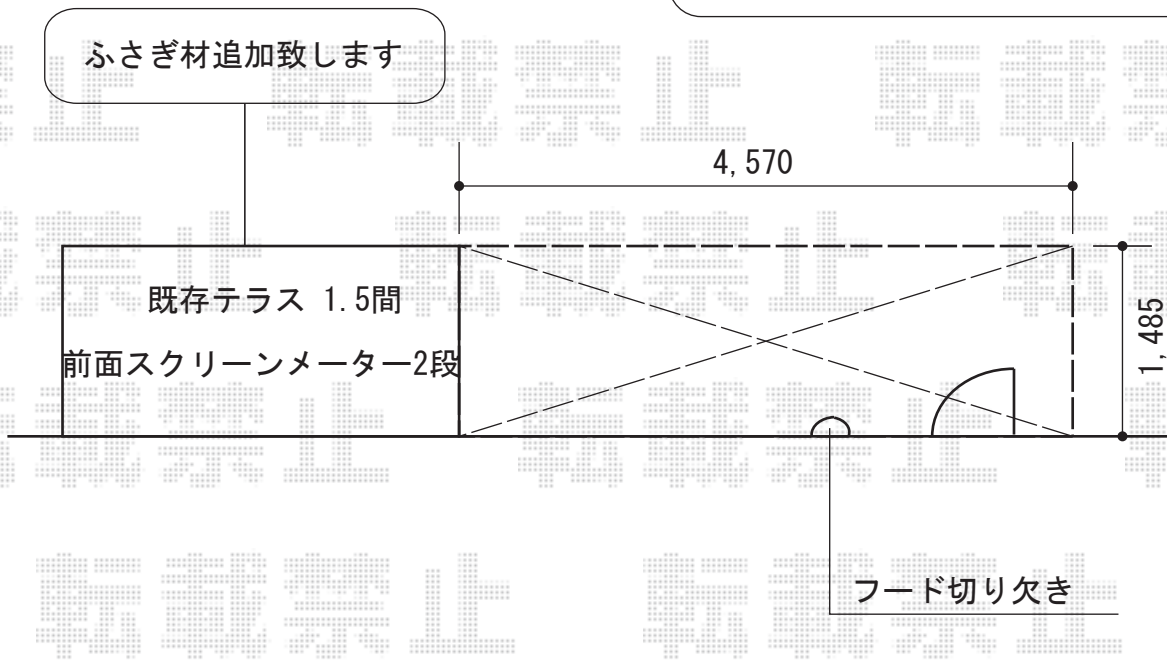 ふさぎ材追加致します
4,570
既存テラス 1.5間
前面スクリーンメーター2段
1,485
フード切り欠き
転載禁止